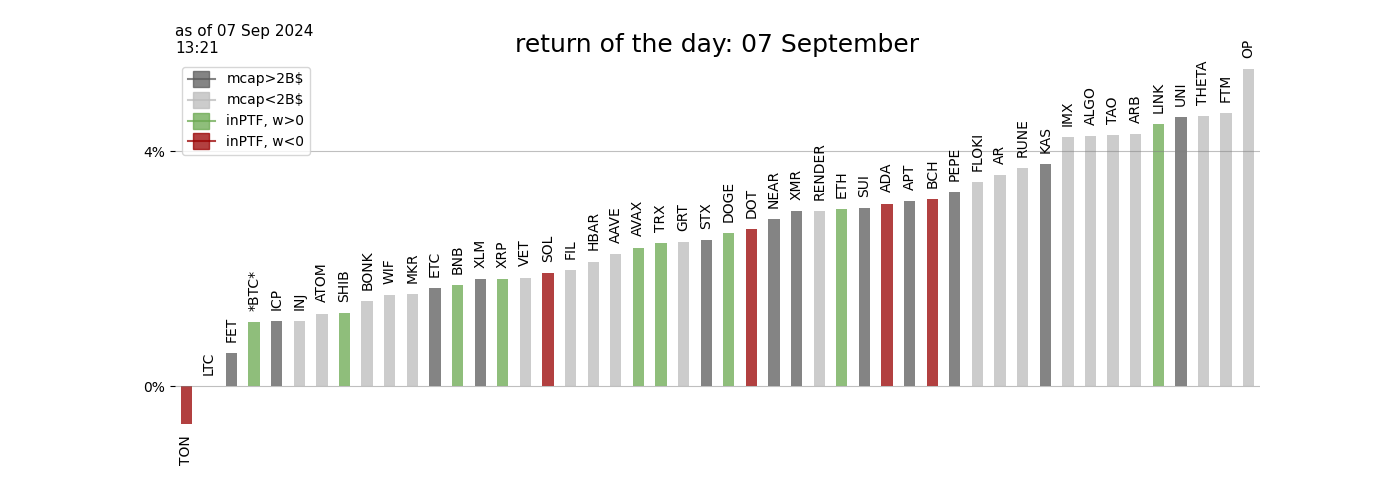 as of 07 Sep 2024
13:21
return of the day: 07 September
mcap>2B$
mcap<2B$
inPTF, w>0
inPTF, w<0
4%
0%
TON
LTC
FET
*BTC*
ICP
INJ
ATOM
SHIB
BONK
WIF
MKR
ETC
BNB
XLM
XRP
VET
SOL
FIL
HBAR
AAVE
AVAX
TRX
GRT
STX
DOGE
DOT
NEAR
XMR
RENDER
ETH
SUI
ADA
APT
BCH
PEPE
FLOKI
AR
RUNE
KAS
IMX
ALGO
TAO
ARB
LINK
UNI
THETA
FTM
OP